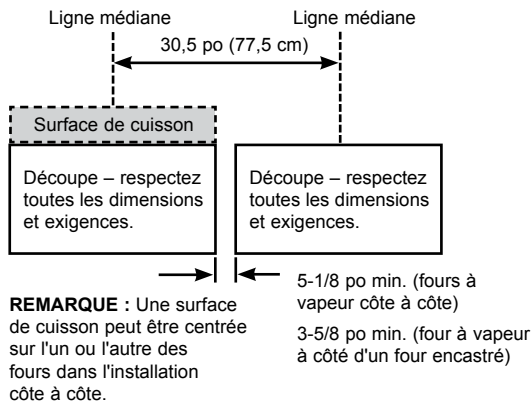 Ligne médiane
Ligne médiane
30,5 po (77,5 cm)
Surface de cuisson
Découpe – respectez
toutes les dimensions
et exigences.
Découpe – respectez
toutes les dimensions
et exigences.
5-1/8 po min. (fours à
vapeur côte à côte)
3-5/8 po min. (four à vapeur
à côté d'un four encastré)
REMARQUE : Une surface
de cuisson peut être centrée
sur l'un ou l'autre des
fours dans l'installation
côte à côte.